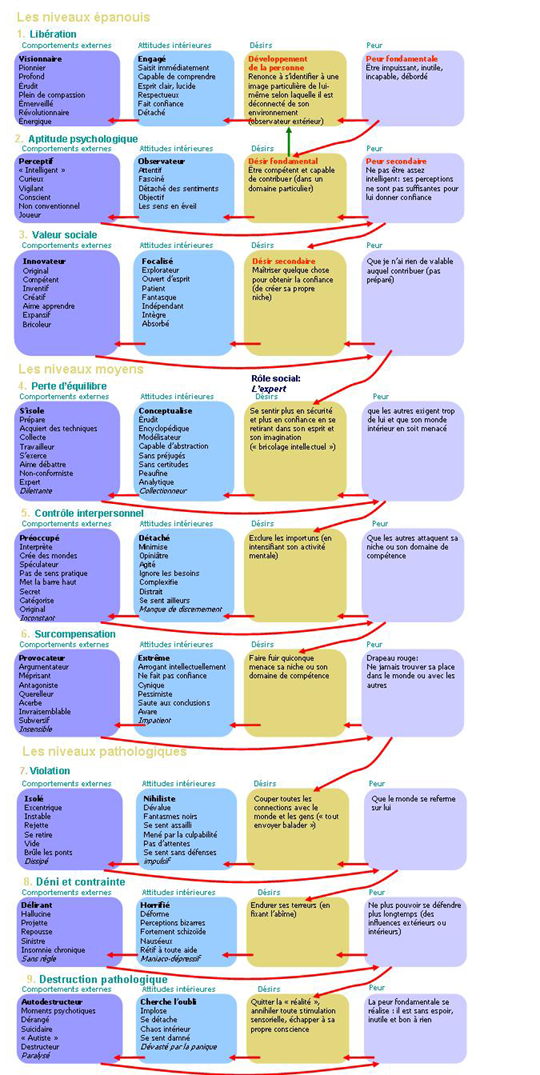 Les niveaux épanouis
1. Libération
Comportements externes
Attitudes intérieures
Désirs
Peur
Visionnaire
Pionnier
Profond
Érudit
Plein de compassion
Émerveillé
Révolutionnaire
Énergique
Engagé
Saisit immédiatement
Capable de comprendre
Esprit clair, lucide
Respectueux
Fait confiance
Détaché
Développement
de la personne
Renonce à s'identifier à une
image particulière de lui-
même selon laquelle il est
déconnecté de son
environnement
(observateur extérieur)
Peur fondamentale
Être impuissant, inutile,
incapable, débordé
2. Aptitude psychologique
Comportements externes
Attitudes intérieures
Désirs
Peur
Perceptif
« Intelligent »
Curieux
Vigilant
Conscient
Non conventionnel
Joueur
Observateur
Attentif
Fasciné
Détaché des sentiments
Objectif
Les sens en éveil
Désir fondamental
Être compétent et capable
de contribuer (dans un
domaine particulier)
Peur secondaire
Ne pas être assez
intelligent: ses perceptions
ne sont pas suffisantes pour
lui donner confiance
3. Valeur sociale
Comportements externes
Attitudes intérieures
Désirs
Peur
Innovateur
Original
Compétent
Inventif
Créatif
Aime apprendre
Expansif
Bricoleur
Focalisé
Explorateur
Ouvert d'esprit
Patient
Fantasque
Indépendant
Intègre
Absorbé
Désir secondaire
Maîtriser quelque chose
pour obtenir la confiance
(de créer sa propre
niche)
Que je n'ai rien de valable
auquel contribuer (pas
préparé)
Les niveaux moyens
Rôle social:
L'expert
4. Perte d'équilibre
Comportements externes
Attitudes intérieures
Désirs
Peur
S'isole
Prépare
Acquiert des techniques
Collecte
Travailleur
S'exerce
Aime débattre
Non-conformiste
Expert
Dilettante
Conceptualise
Érudit
Encyclopédique
Modélisateur
Capable d'abstraction
Sans préjugés
Sans certitudes
Peaufine
Analytique
Collectionneur
Se sentir plus en sécurité
et plus en confiance en se
retirant dans son esprit et
son imagination
(« bricolage intellectuel »)
que les autres exigent trop
de lui et que son monde
intérieur en soit menacé
5. Contrôle interpersonnel
Comportements externes
Attitudes intérieures
Désirs
Peur
Préoccupé
Interprète
Crée des mondes
Spéculateur
Pas de sens pratique
Met la barre haut
Secret
Catégorise
Original
Inconstant
Détaché
Minimise
Opiniâtre
Agité
Ignore les besoins
Complexifie
Distrait
Se sent ailleurs
Manque de discernement
Exclure les importuns (en
intensifiant son activité
mentale)
Que les autres attaquent sa
niche ou son domaine de
compétence
6. Surcompensation
Comportements externes
Attitudes intérieures
Désirs
Peur
Provocateur
Argumentateur
Méprisant
Antagoniste
Querelleur
Acerbe
Invraisemblable
Subversif
Insensible
Extrême
Arrogant intellectuellement
Ne fait pas confiance
Cynique
Pessimiste
Saute aux conclusions
Avare
Impatient
Faire fuir quiconque
menace sa niche ou son
domaine de compétence
Drapeau rouge:
Ne jamais trouver sa place
dans le monde ou avec les
autres
Les niveaux pathologiques
7. Violation
Comportements externes
Attitudes intérieures
Désirs
Peur
Isolé
Excentrique
Instable
Rejette
Se retire
Vide
Brûle les ponts
Dissipé
Nihiliste
Dévalue
Fantasmes noirs
Se sent assailli
Mené par la culpabilité
Pas d'attentes
Se sent sans défenses
impulsif
Couper toutes les
connections avec le
monde et les gens (« tout
envoyer balader »)
Que le monde se referme
sur lui
8. Déni et contrainte
Comportements externes
Attitudes intérieures
Désirs
Peur
Délirant
Hallucine
Projette
Repousse
Sinistre
Insomnie chronique
Sans règle
Horrifié
Déforme
Perceptions bizarres
Fortement schizoïde
Nauséeux
Rétif à toute aide
Maniaco-dépressif
Endurer ses terreurs (en
fixant l'abîme)
Ne plus pouvoir se défendre
plus longtemps (des
influences extérieurs ou
intérieurs)
9. Destruction pathologique
Comportements externes
Attitudes intérieures
Désirs
Peur
Autodestructeur
Moments psychotiques
Dérangé
Suicidaire
« Autiste »
Destructeur
Paralysé
Cherche l'oubli
Implose
Se détache
Chaos intérieur
Se sent damné
Dévasté par la panique
Quitter la « réalité »,
annihiler toute stimulation
sensorielle, échapper à sa
propre conscience
La peur fondamentale se
réalise : il est sans espoir,
inutile et bon à rien